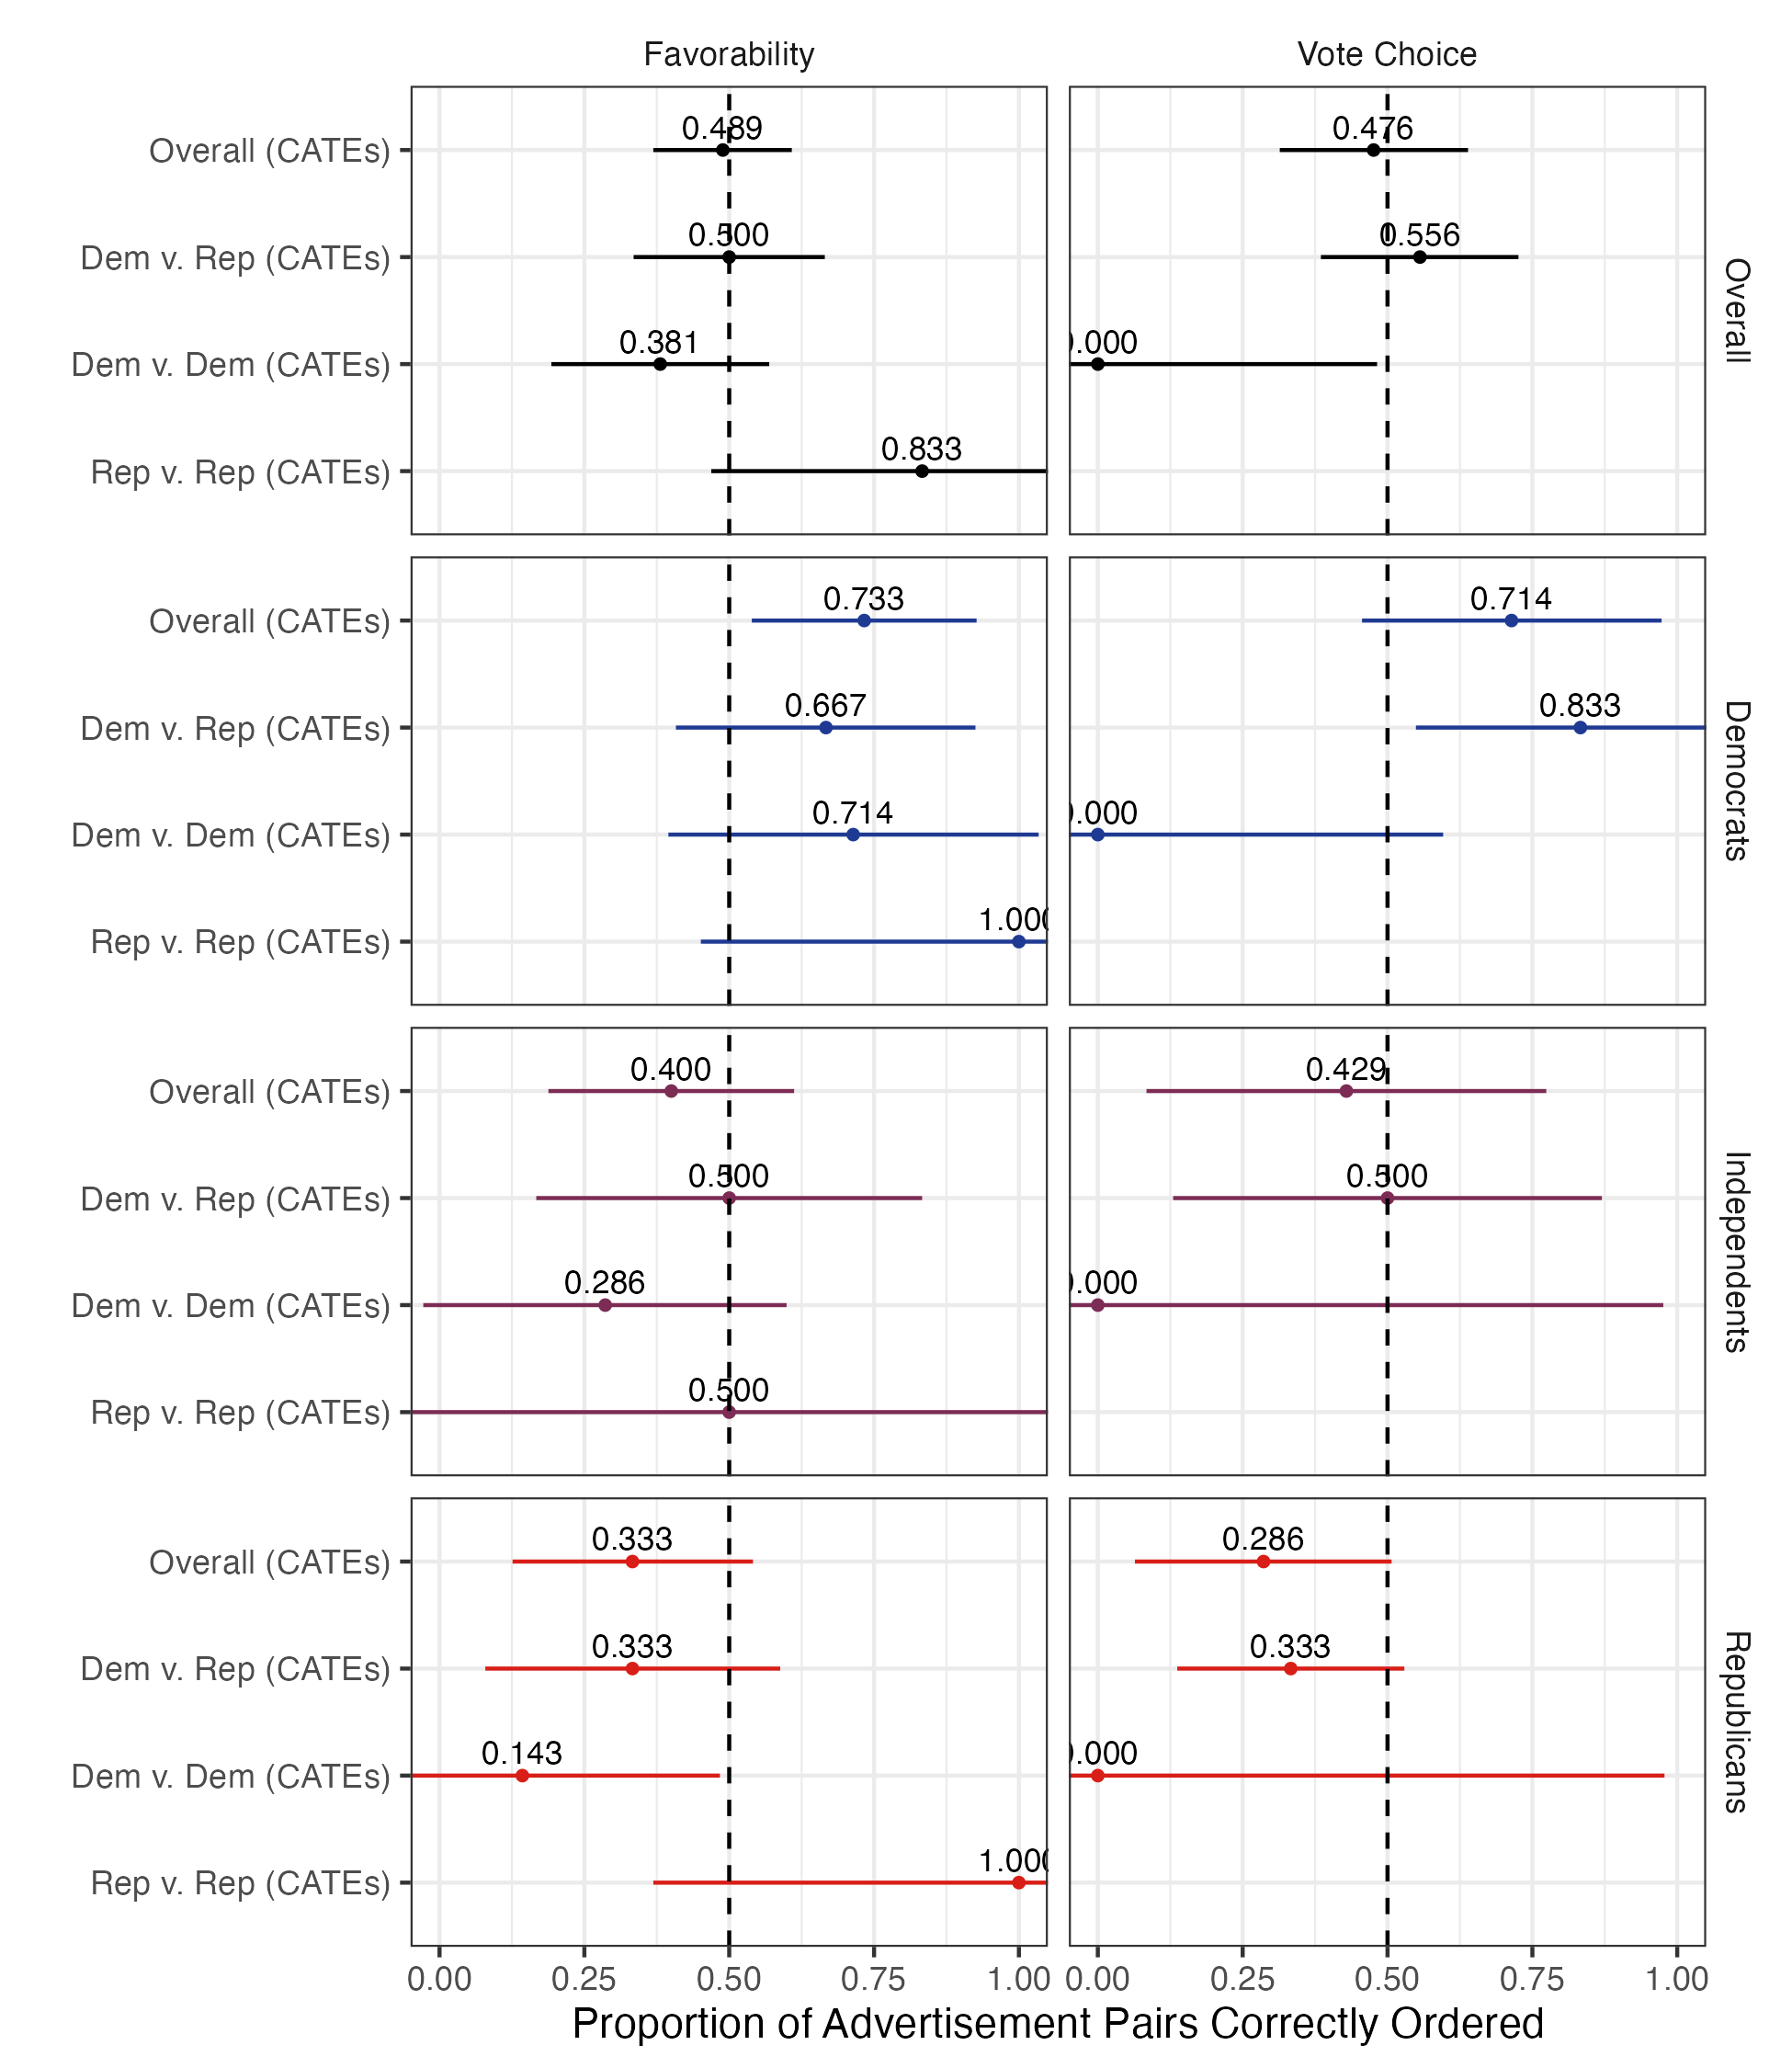 Favorability Vote Choice
Overall (CATEs) 0.489 0.476
Dem v. Rep (CATEs) 0.500 0.556
Dem v. Dem (CATEs) 0.381 0.000
Rep v. Rep (CATEs) 0.833
Overall
Overall (CATEs) 0.733 0.714
Dem v. Rep (CATEs) 0.667 0.833
Dem v. Dem (CATEs) 0.714 0.000
Rep v. Rep (CATEs) 1.000
Democrats
Overall (CATEs) 0.400 0.429
Dem v. Rep (CATEs) 0.500 0.500
Dem v. Dem (CATEs) 0.286 0.000
Rep v. Rep (CATEs) 0.500
Independents
Overall (CATEs) 0.333 0.286
Dem v. Rep (CATEs) 0.333 0.333
Dem v. Dem (CATEs) 0.143 0.000
Rep v. Rep (CATEs) 1.000
Republicans
0.00 0.25 0.50 0.75 1.00 0.00 0.25 0.50 0.75 1.00
Proportion of Advertisement Pairs Correctly Ordered